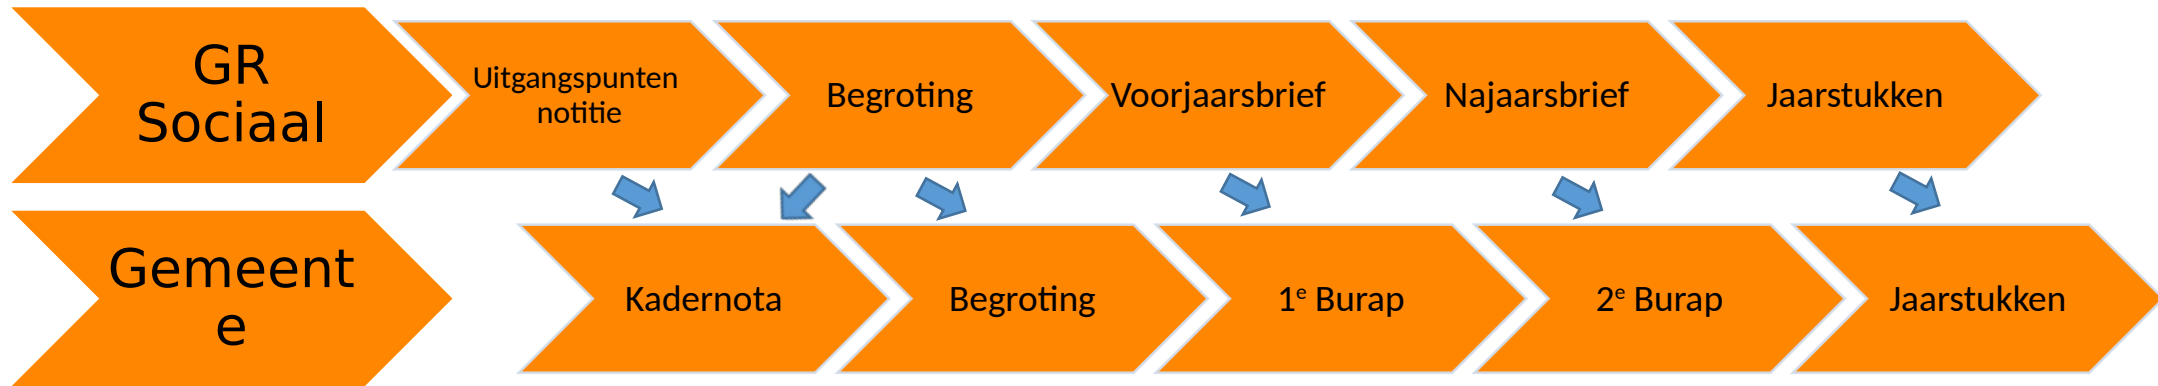 GR
Sociaal
Uitgangspunten
notitie
Begroting
Voorjaarsbrief
Najaarsbrief
Jaarstukken
Gemeent
e
Kadernota
Begroting
1e Burap
2e Burap
Jaarstukken